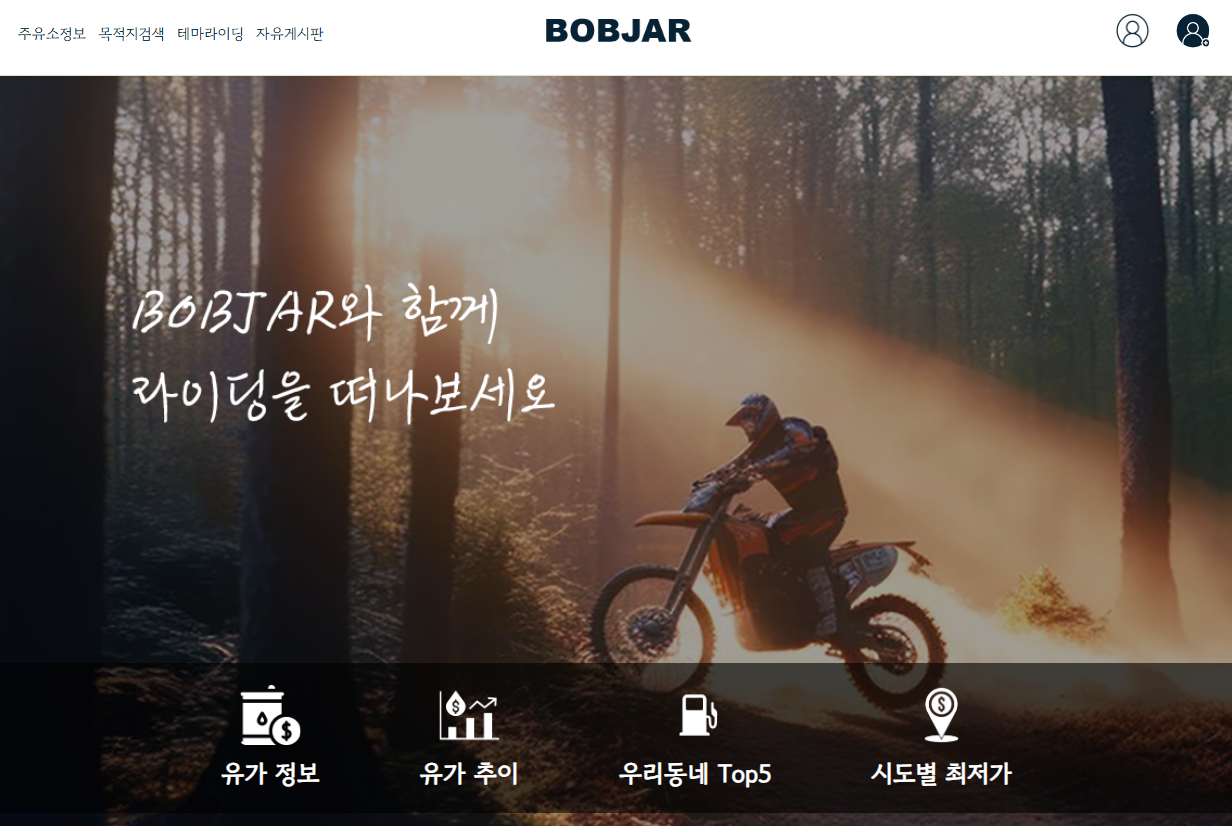 주유소정보 목적지검색 테마라이딩 자유게시판
BOBJAR
BOBJAR와 함께
라이딩을 떠나보세요
유가 정보
유가 추이
우리동네 Top5
시도별 최저가